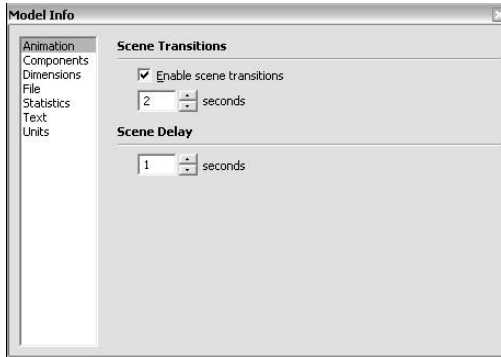 Model Info
Animation
Components
Dimensions
File
Statistics
Text
Units
Scene Transitions
Enable scene transitions
2 seconds
Scene Delay
1 seconds